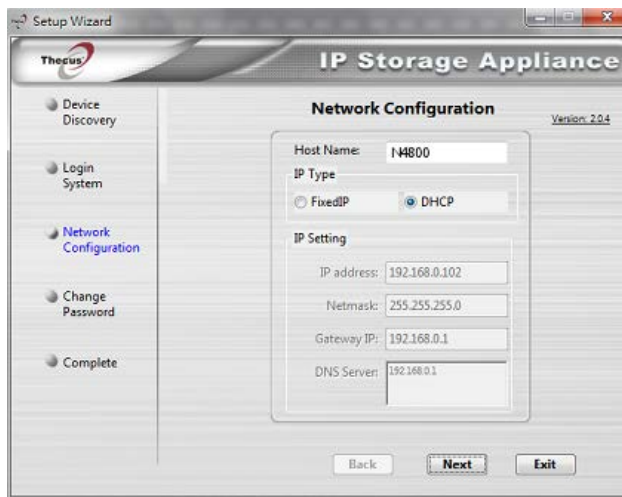 Setup Wizard
Thecus
IP Storage Appliance
Device
Discovery
Login
System
Network
Configuration
Change
Password
Complete
Network Configuration
Version: 2.0.4
Host Name: N4800
IP Type
FixedIP DHCP
IP Setting
IP address: 192.168.0.102
Netmask: 255.255.255.0
Gateway IP: 192.168.0.1
DNS Server: 192.168.0.1
Back Next Exit